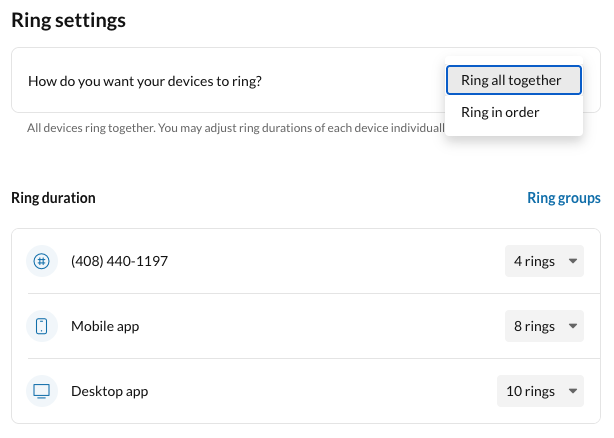 Ring settings
How do you want your devices to ring?
Ring all together
Ring in order
All devices ring together. You may adjust ring durations of each device
Ring duration
Ring groups
(408) 440-1197
4 rings
Mobile app
8 rings
Desktop app
10 rings